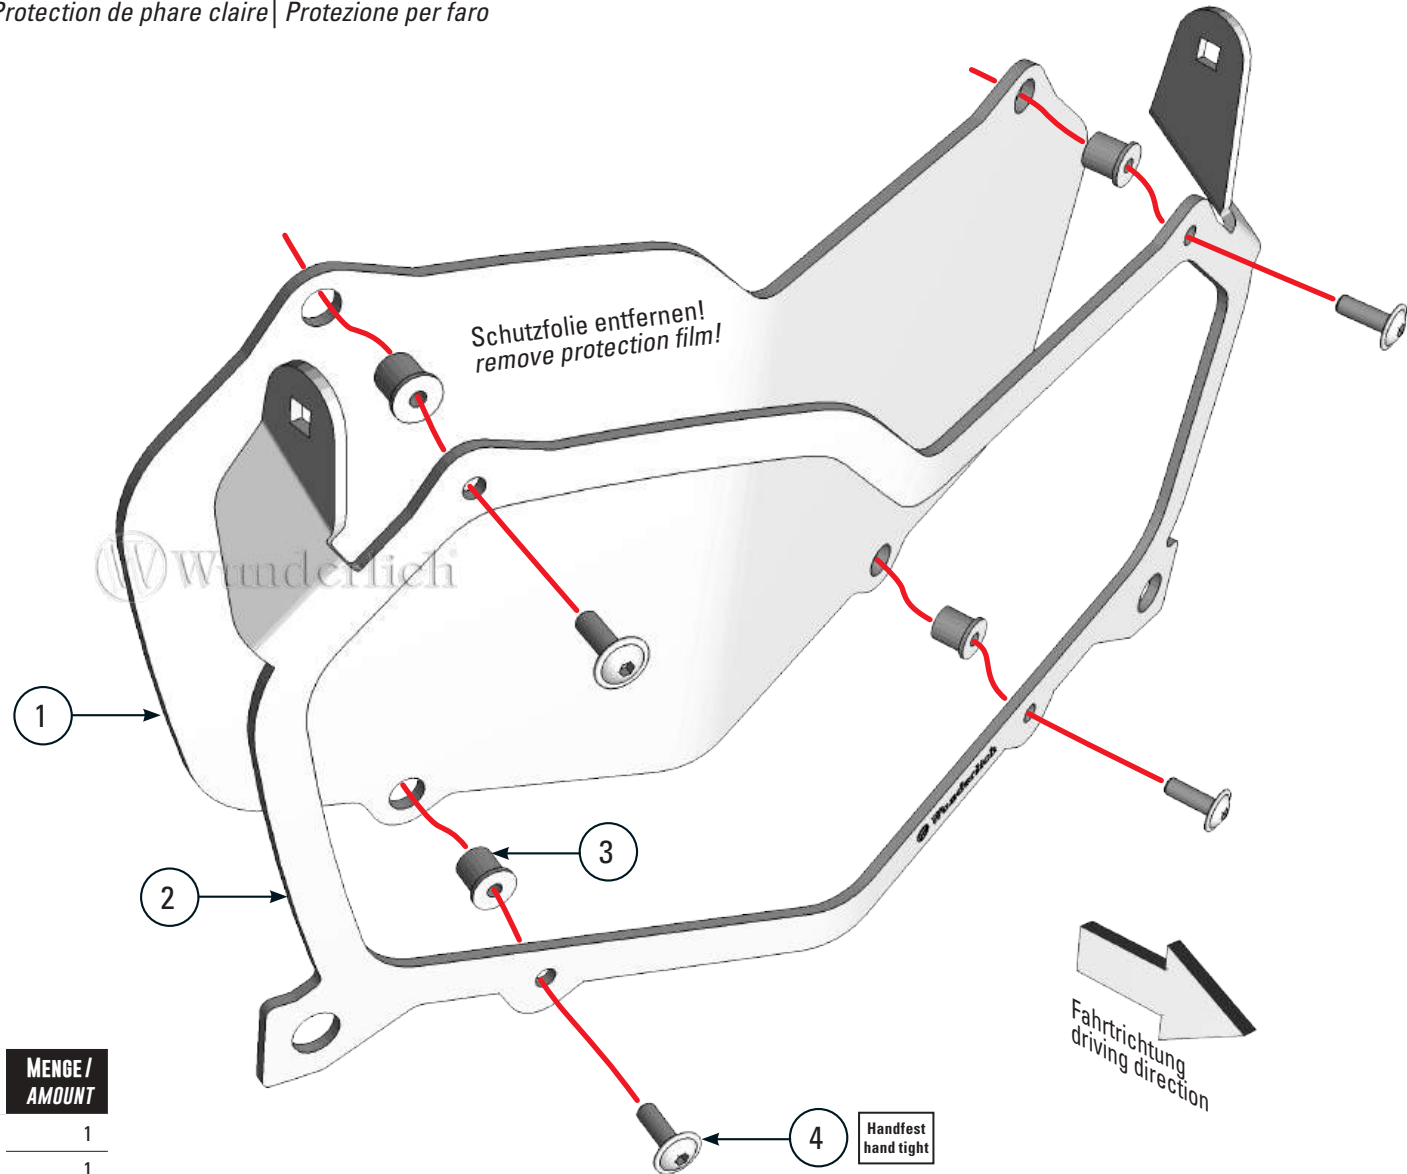 Protection de phare claire | Protezione per faro
Schutzfolie entfernen!
remove protection film!
Wunderlich
1
2
3
Wunderlich
Fahrtrichtung
driving direction
MENGE /
AMOUNT
1
1
4
Handfest
hand tight